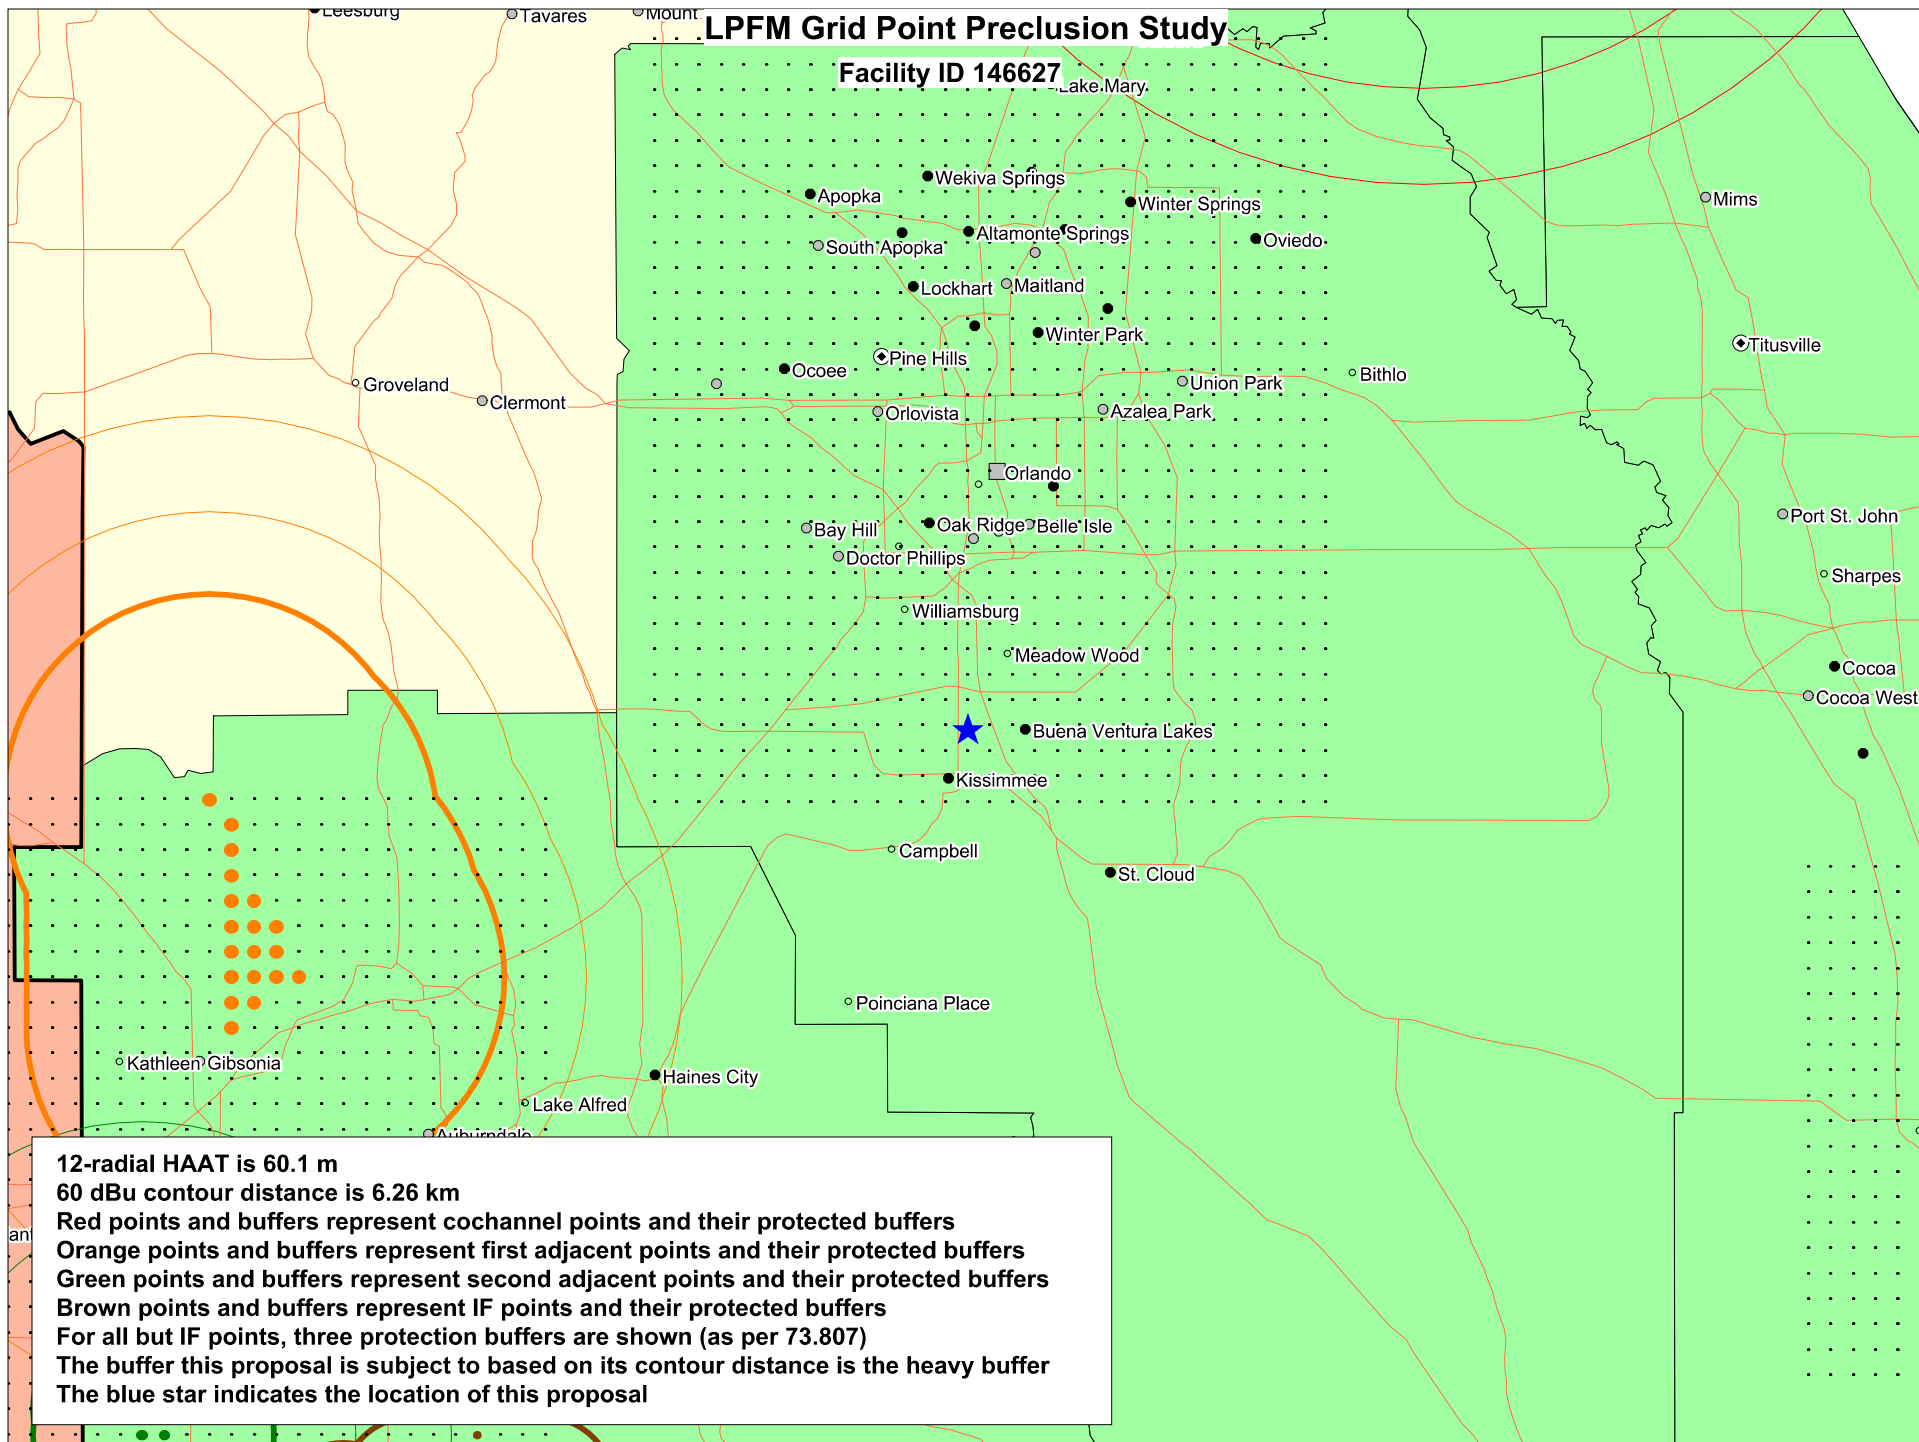 Leesburg
Tavares
Mount
LPFM Grid Point Preclusion Study
Facility ID 146627
Lake Mary
Wekiva Springs
Apopka
Winter Springs
Mims
Altamonte Springs
South Apopka
Oviedo
Lockhart
Maitland
Winter Park
Titusville
Pine Hills
Ocoee
Bithlo
Groveland
Union Park
Clermont
Orlovista
Azalea Park
Orlando
Port St. John
Oak Ridge
Belle Isle
Bay Hill
Doctor Phillips
Sharpes
Williamsburg
Meadow Wood
Cocoa
Cocoa West
Buena Ventura Lakes
Kissimmee
Campbell
St. Cloud
Poinciana Place
Kathleen
Gibsonia
Haines City
Lake Alfred
Auburndale
12-radial HAAT is 60.1 m
60 dBu contour distance is 6.26 km
Red points and buffers represent cochannel points and their protected buffers
Orange points and buffers represent first adjacent points and their protected buffers
Green points and buffers represent second adjacent points and their protected buffers
Brown points and buffers represent IF points and their protected buffers
For all but IF points, three protection buffers are shown (as per 73.807)
The buffer this proposal is subject to based on its contour distance is the heavy buffer
The blue star indicates the location of this proposal